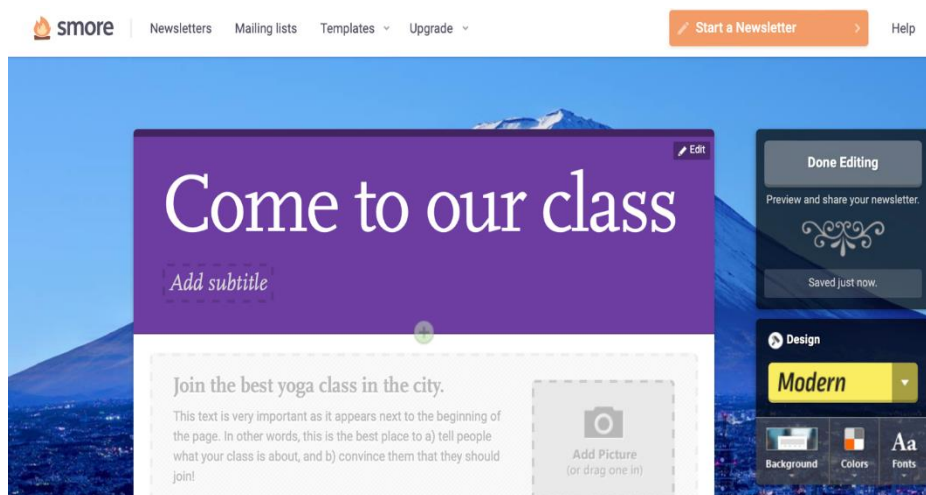 smore
Newsletters Mailing lists Templates Upgrade
Start a Newsletter
Help
Edit
Come to our class
Add subtitle
Join the best yoga class in the city.
This text is very important as it appears next to the beginning of
the page. In other words, this is the best place to a) tell people
what your class is about, and b) convince them that they should
join!
Add Picture
(or drag one in)
Done Editing
Preview and share your newsletter.
Saved just now.
Design
Modern
Aa
Background Colors Fonts